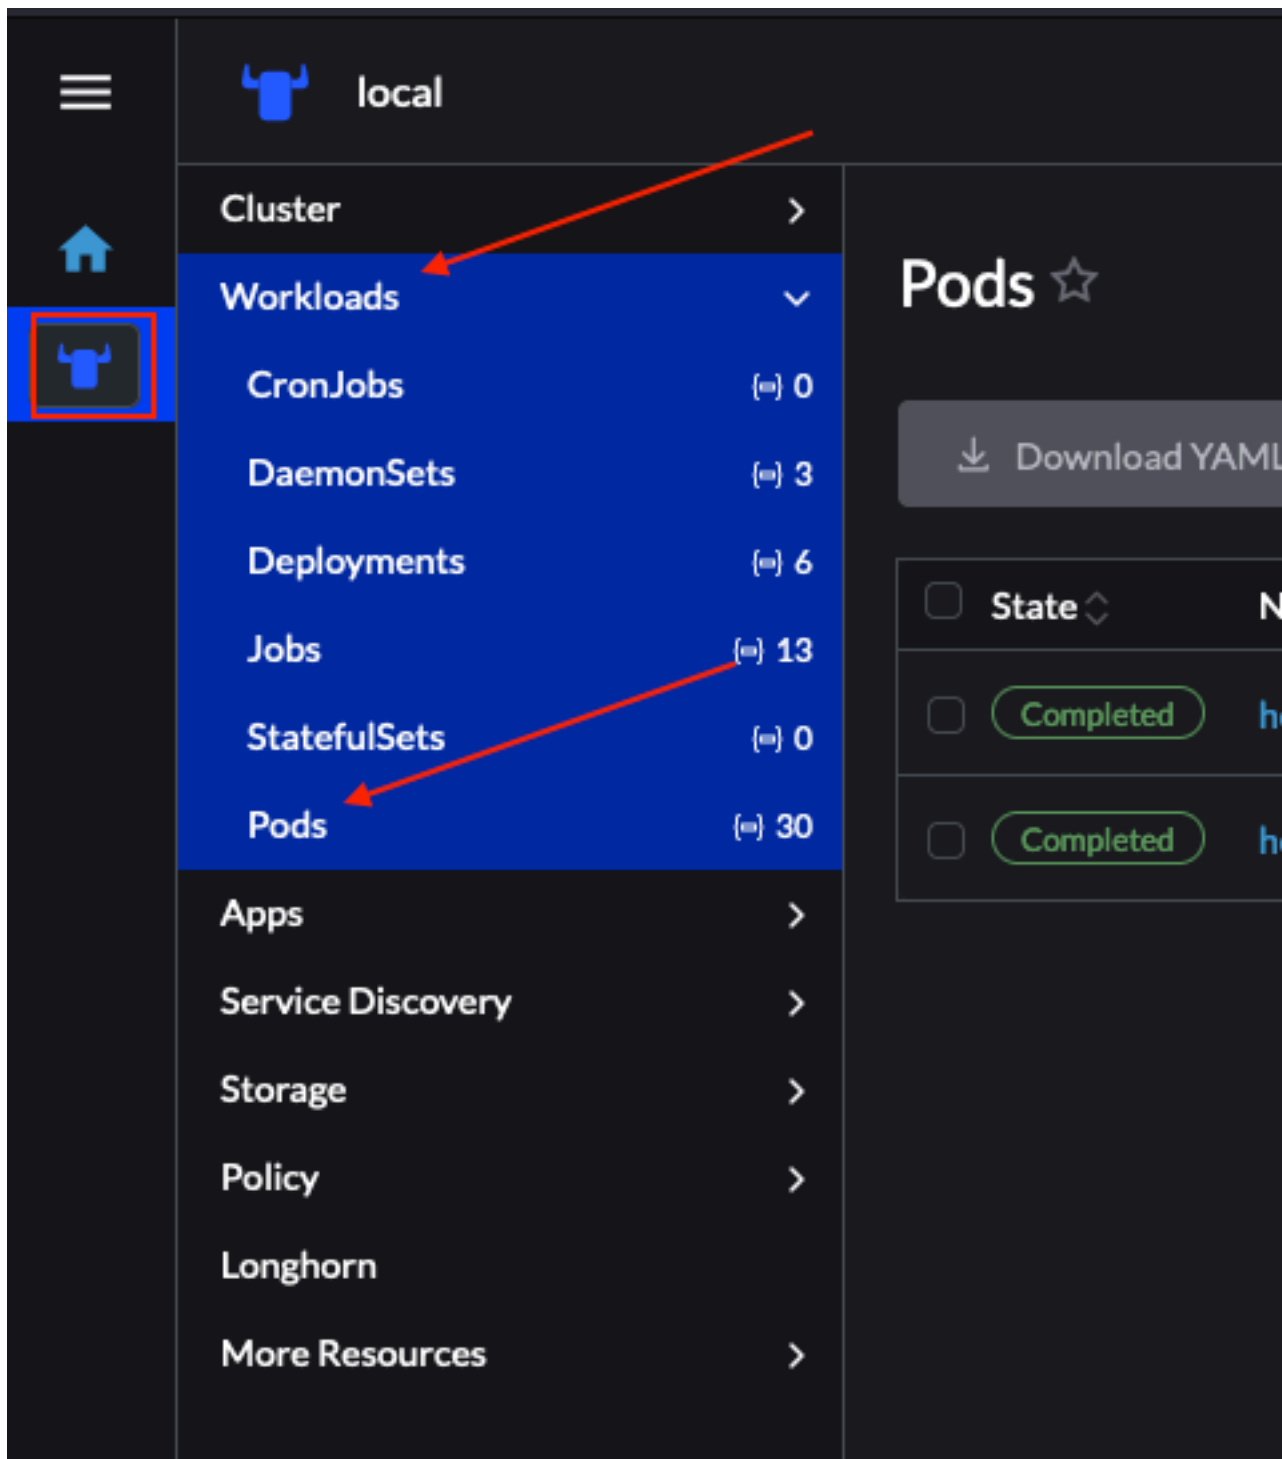 local
Cluster
Workloads
CronJobs 0
DaemonSets 3
Deployments 6
Jobs 13
StatefulSets 0
Pods 30
Apps
Service Discovery
Storage
Policy
Longhorn
More Resources
Pods
Download YAML
State N
Completed h
Completed h